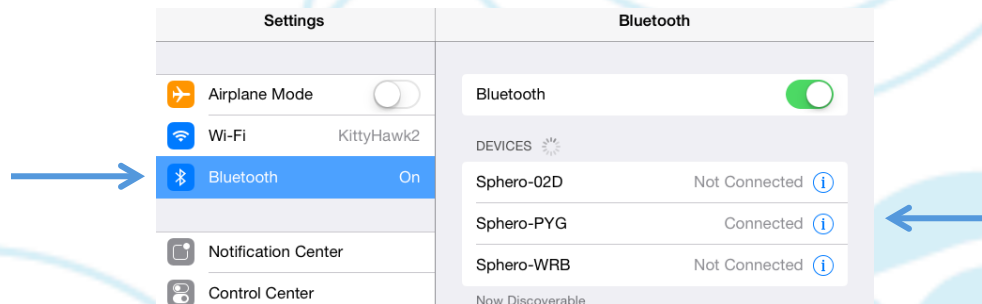 Settings
Airplane Mode
Wi-Fi KittyHawk2
Bluetooth On
Notification Center
Control Center
Bluetooth
Bluetooth
DEVICES
Sphero-02D Not Connected
Sphero-PYG Connected
Sphero-WRB Not Connected
Now Discoverable